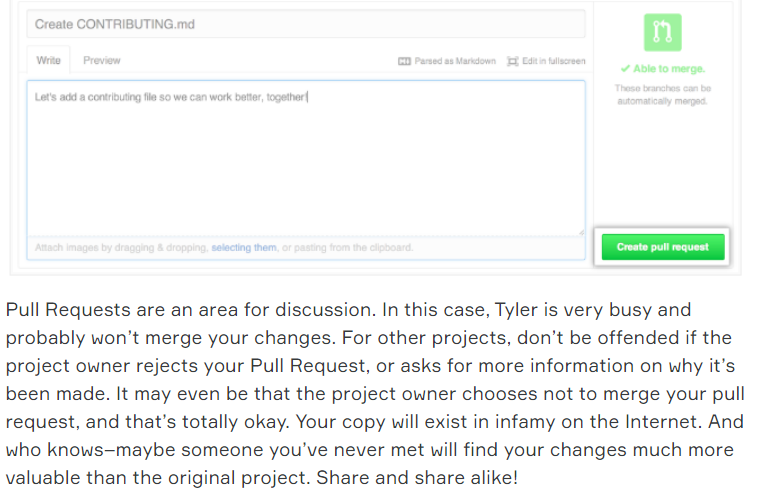 Create CONTRIBUTING.md
Write Preview Parsed as Markdown Edit in fullscreen
Let's add a contributing file so we can work better, together!
Attach images by dragging & dropping, selecting them, or pasting from the clipboard.
✓ Able to merge.
These branches can be
automatically merged.
Create pull request
Pull Requests are an area for discussion. In this case, Tyler is very busy and
probably won’t merge your changes. For other projects, don’t be offended if the
project owner rejects your Pull Request, or asks for more information on why it’s
been made. It may even be that the project owner chooses not to merge your pull
request, and that’s totally okay. Your copy will exist in infamy on the Internet. And
who knows–maybe someone you’ve never met will find your changes much more
valuable than the original project. Share and share alike!